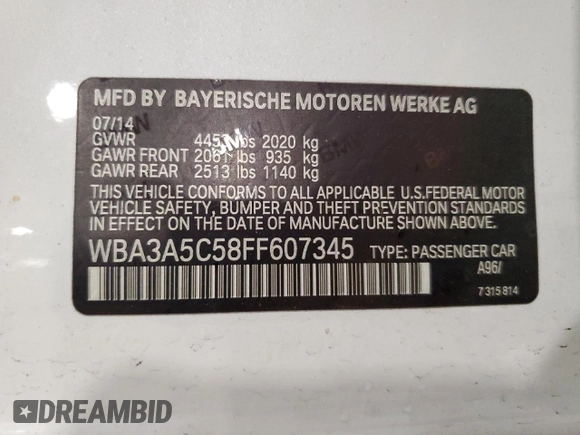 MFD BY BAYERISCHE MOTOREN WERKE AG
07/14
GVWR lbs 2020 kg
GAWR FRONT 2061 lbs 935 kg
GAWR REAR 2513 lbs 1140 kg
THIS VEHICLE CONFORMS TO ALL APPLICABLE U.S.FEDERAL MOTOR
VEHICLE SAFETY, BUMPER AND THEFT PREVENTION STANDARDS
IN EFFECT ON THE DATE OF MANUFACTURE SHOWN ABOVE.
WBA3A5C58FF607345 TYPE: PASSENGER CAR
A96/
7 315 814
DREAMBID